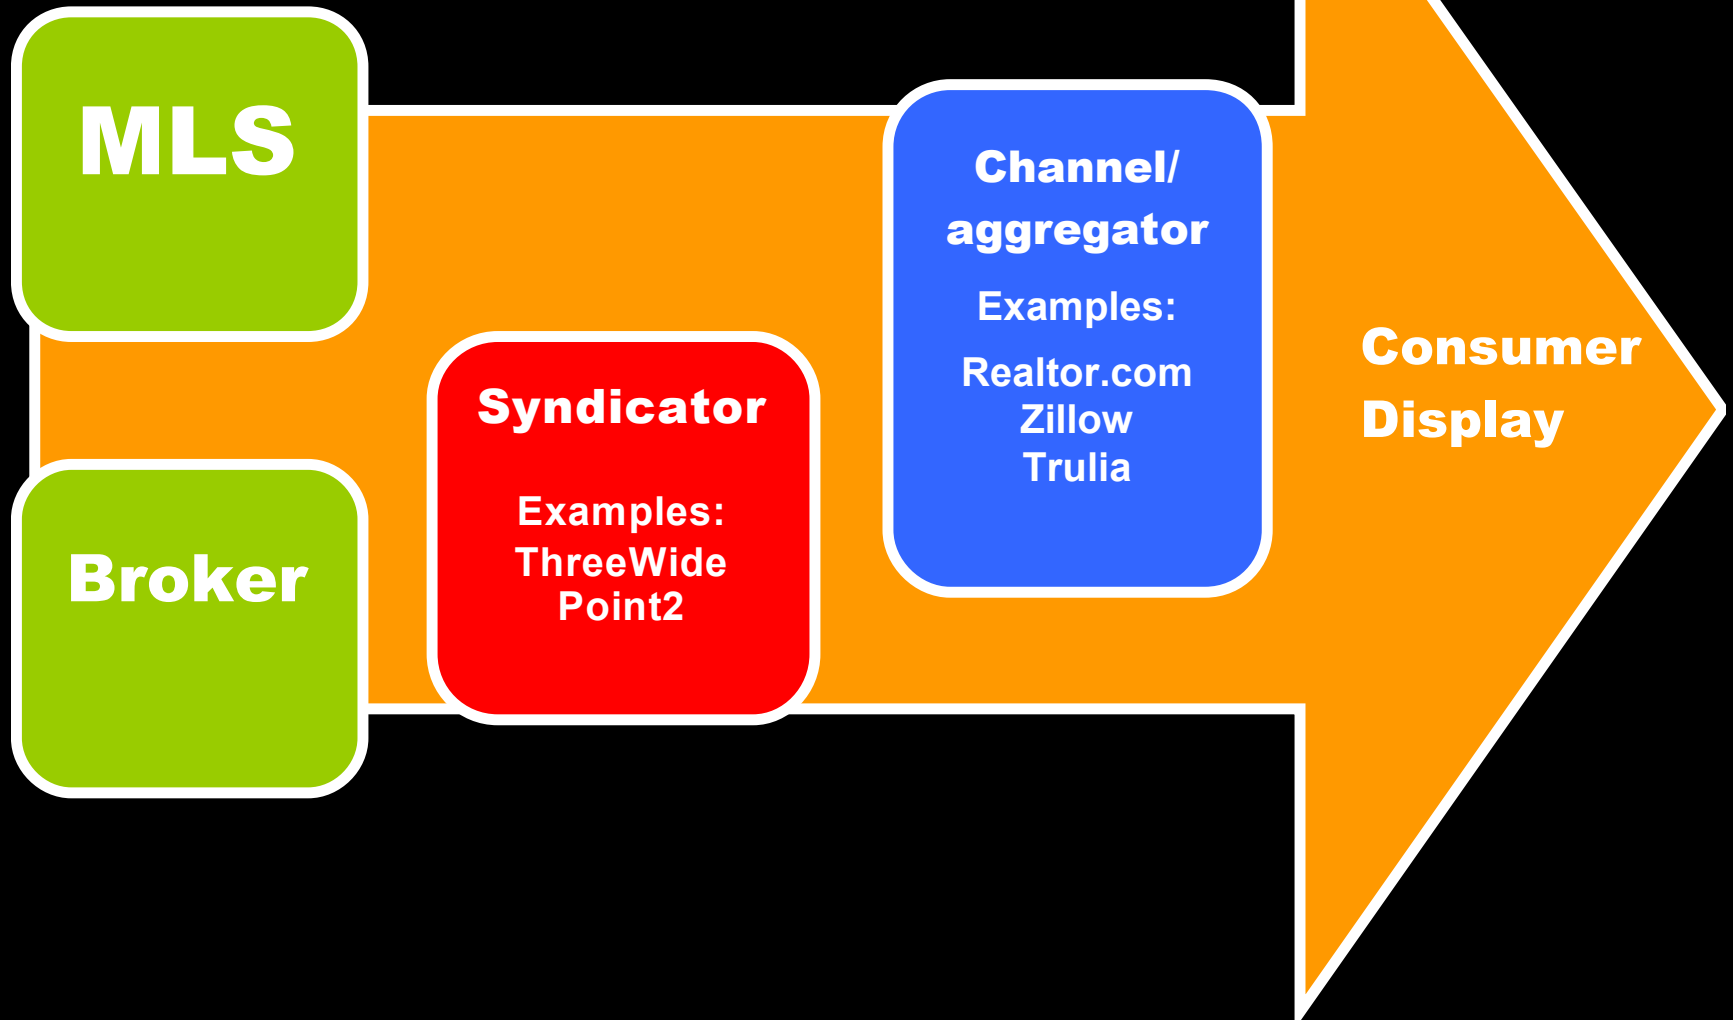 MLS
Broker
Syndicator
Examples:
ThreeWide
Point2
Channel/
aggregator
Examples:
Realtor.com
Zillow
Trulia
Consumer
Display